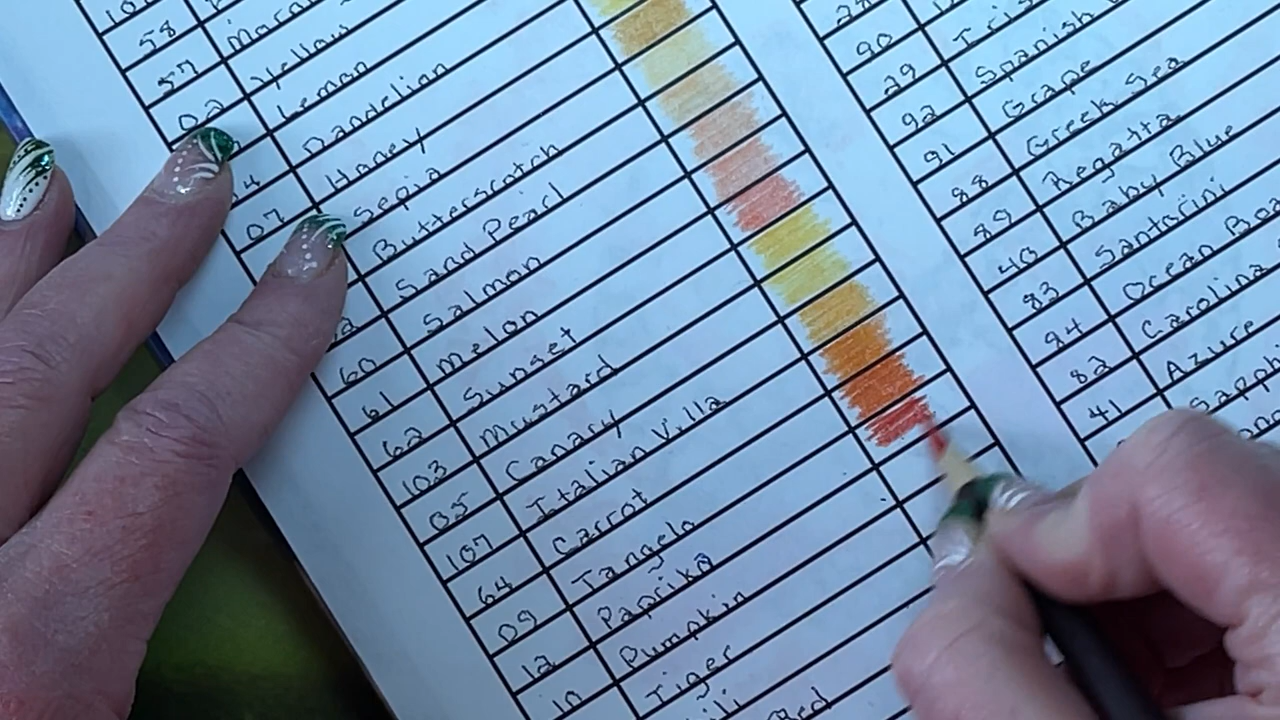 58
57
02 Yellow
Lemon
4 Dandelion
07 Honey
Sepia
Butterscotch
Sand Pearl
60 Salmon
61 Melon
62 Sunset
103 Mustard
05 Canary
107 Italian Villa
64 Carrot
09 Tangelo
12 Paprika
10 Pumpkin
Tiger
Red
90
29 Iris
92 Spanish
91 Grape
88 Greek Sea
89 Regatta
40 Baby Blue
83 Santorini
84 Ocean
82 Carolina
41 Azure